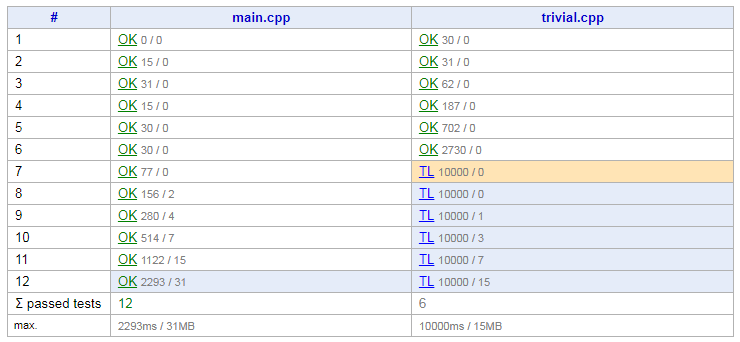 # main.cpp trivial.cpp
1 OK 0 / 0 OK 30 / 0
2 OK 15 / 0 OK 31 / 0
3 OK 31 / 0 OK 62 / 0
4 OK 15 / 0 OK 187 / 0
5 OK 30 / 0 OK 702 / 0
6 OK 30 / 0 OK 2730 / 0
7 OK 77 / 0 TL 10000 / 0
8 OK 156 / 2 TL 10000 / 0
9 OK 280 / 4 TL 10000 / 1
10 OK 514 / 7 TL 10000 / 3
11 OK 1122 / 15 TL 10000 / 7
12 OK 2293 / 31 TL 10000 / 15
Σ passed tests 12 6
max. 2293ms / 31MB 10000ms / 15MB